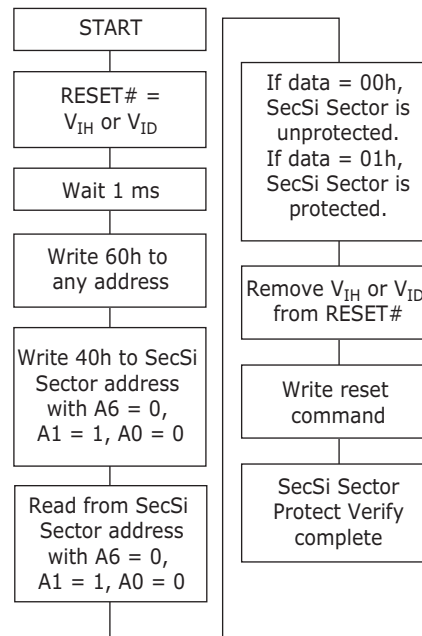 START
RESET# =
VIH or VID
Wait 1 ms
Write 60h to
any address
Write 40h to SecSi
Sector address
with A6 = 0,
A1 = 1, A0 = 0
Read from SecSi
Sector address
with A6 = 0,
A1 = 1, A0 = 0
If data = 00h,
SecSi Sector is
unprotected.
If data = 01h,
SecSi Sector is
protected.
Remove VIH or VID
from RESET#
Write reset
command
SecSi Sector
Protect Verify
complete